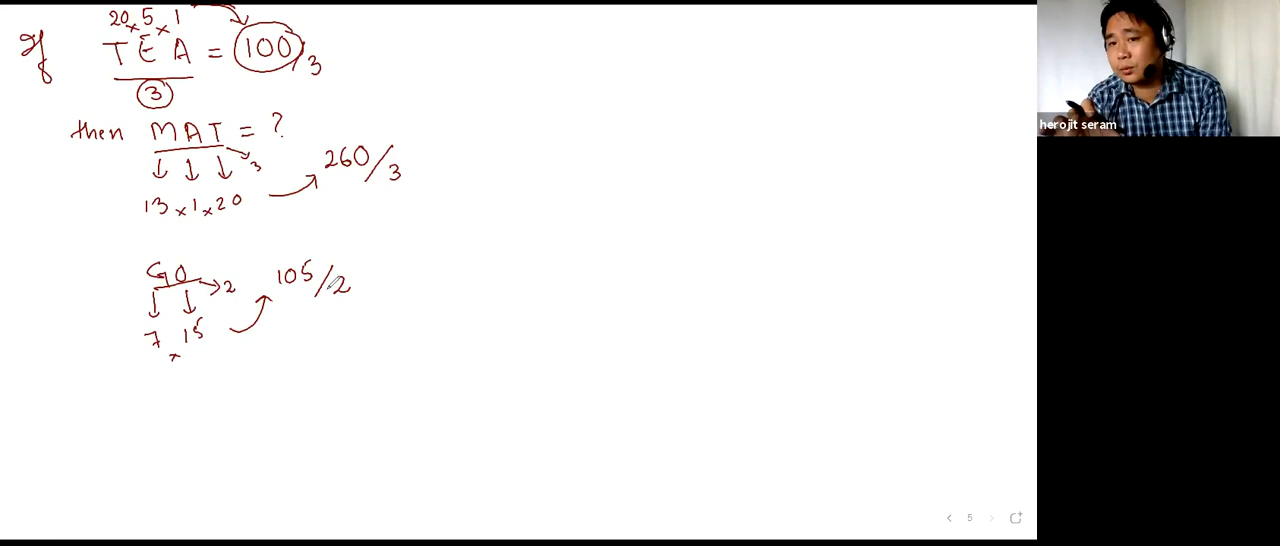 20 × 5 × 1
If TEA = 100/3
3
then MAT = ?
3
260/3
13 × 1 × 20
GO
2
105/2
7 × 15
herojit seram
5